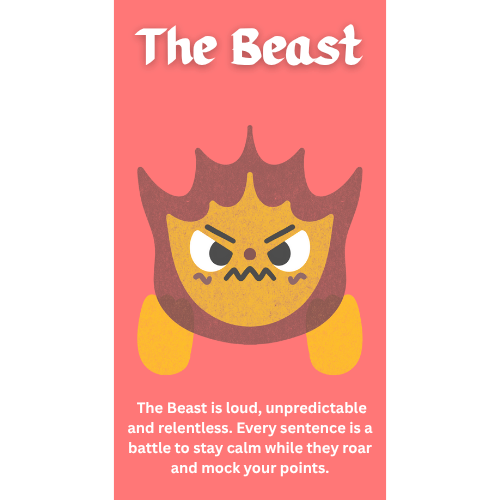 The Beast
The Beast is loud, unpredictable
and relentless. Every sentence is a
battle to stay calm while they roar
and mock your points.